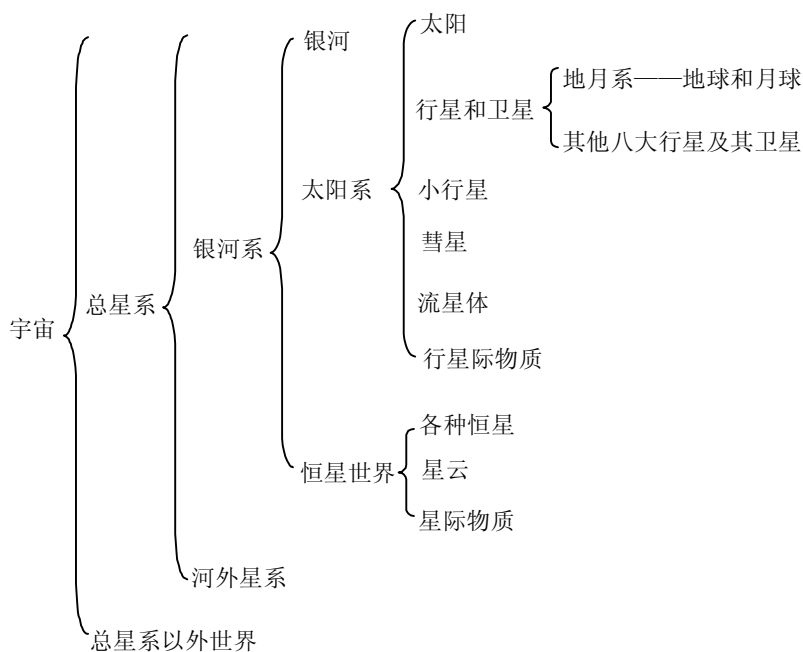 太阳
银河
地月系——地球和月球
行星和卫星
其他八大行星及其卫星
太阳系
小行星
彗星
银河系
总星系
流星体
宇宙
行星际物质
各种恒星
恒星世界
星云
星际物质
河外星系
总星系以外世界